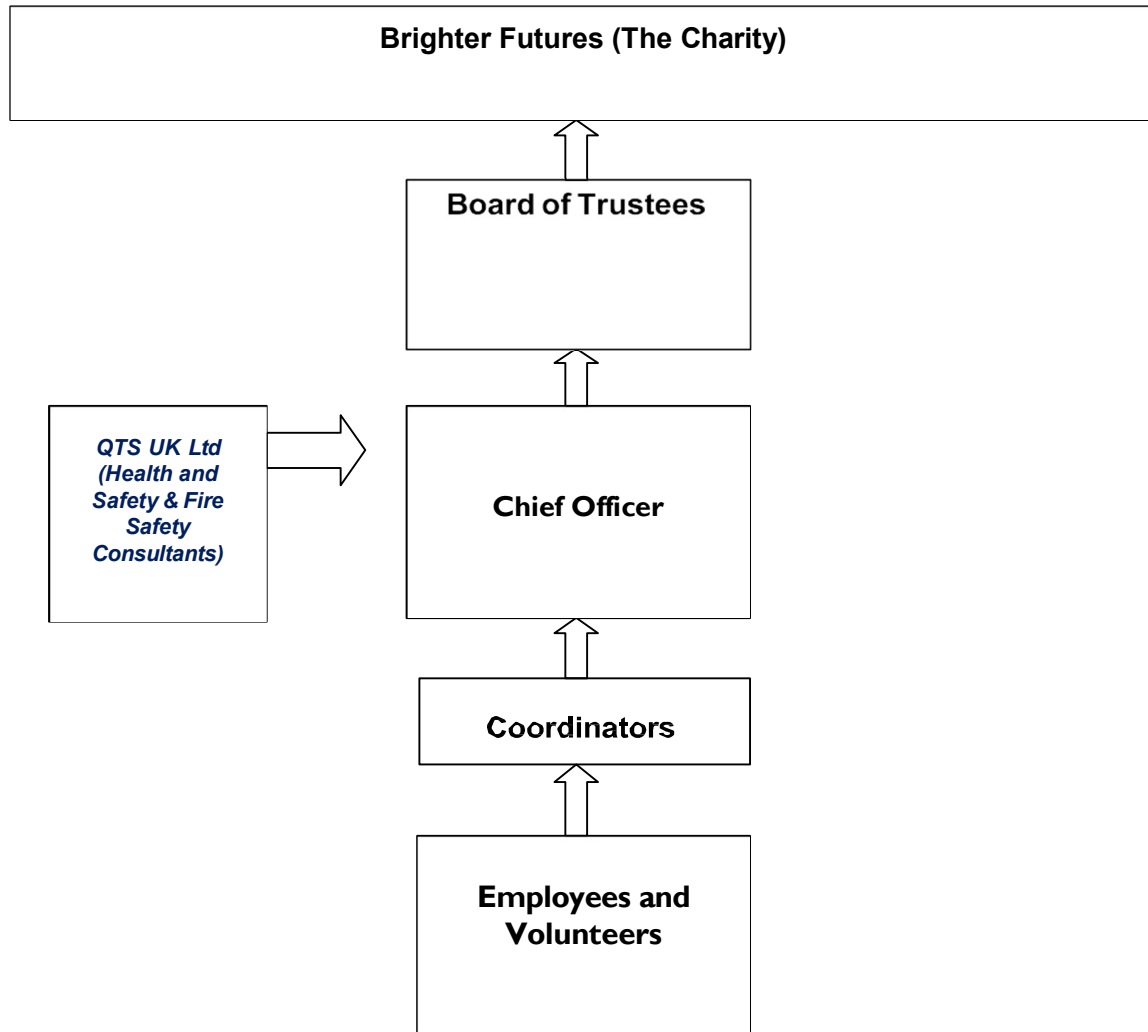 Brighter Futures (The Charity)
Board of Trustees
QTS UK Ltd
(Health and
Safety & Fire
Safety
Consultants)
Chief Officer
Coordinators
Employees and
Volunteers